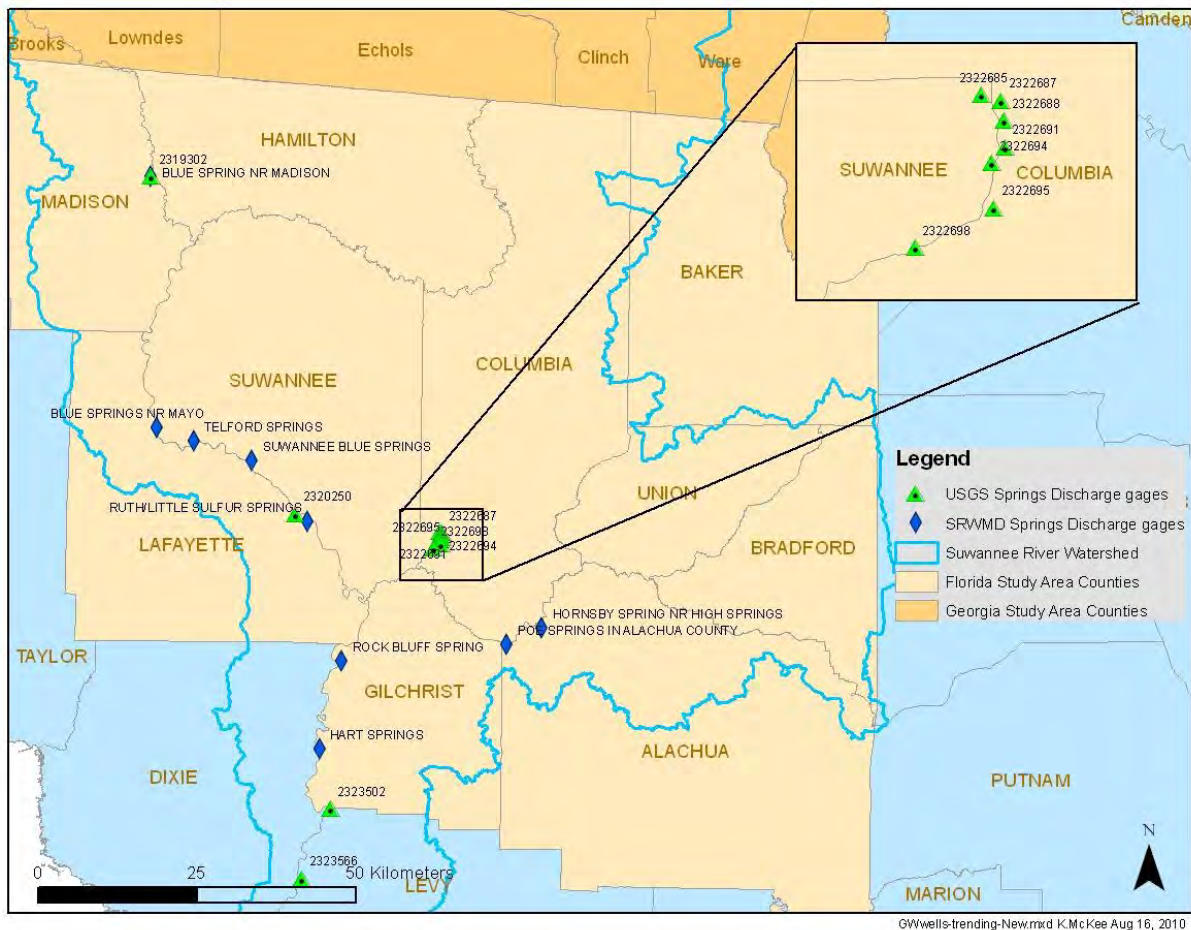 Brooks
Lowndes
Echols
Clinch
Ware
Camden
HAMILTON
2319302
BLUE SPRING NR MADISON
MADISON
2322685
2322687
2322688
2322691
2322694
SUWANNEE
COLUMBIA
2322695
2322698
BAKER
COLUMBIA
SUWANNEE
BLUE SPRINGS NR MAYO
TELFORD SPRINGS
SUWANNEE BLUE SPRINGS
RUTH/LITTLE SULFUR SPRINGS
2320250
LAFAYETTE
2322695
2322687
2322693
2322694
2322691
UNION
BRADFORD
Legend
USGS Springs Discharge gages
SRWMD Springs Discharge gages
Suwannee River Watershed
Florida Study Area Counties
Georgia Study Area Counties
HORNSBY SPRING NR HIGH SPRINGS
POE SPRINGS IN ALACHUA COUNTY
TAYLOR
ROCK BLUFF SPRING
GILCHRIST
HART SPRINGS
ALACHUA
DIXIE
PUTNAM
2323502
2323566
0 25 50 Kilometers
LEVY
N
MARION
GWwells-trending-New.mxd K.McKee Aug 16, 2010